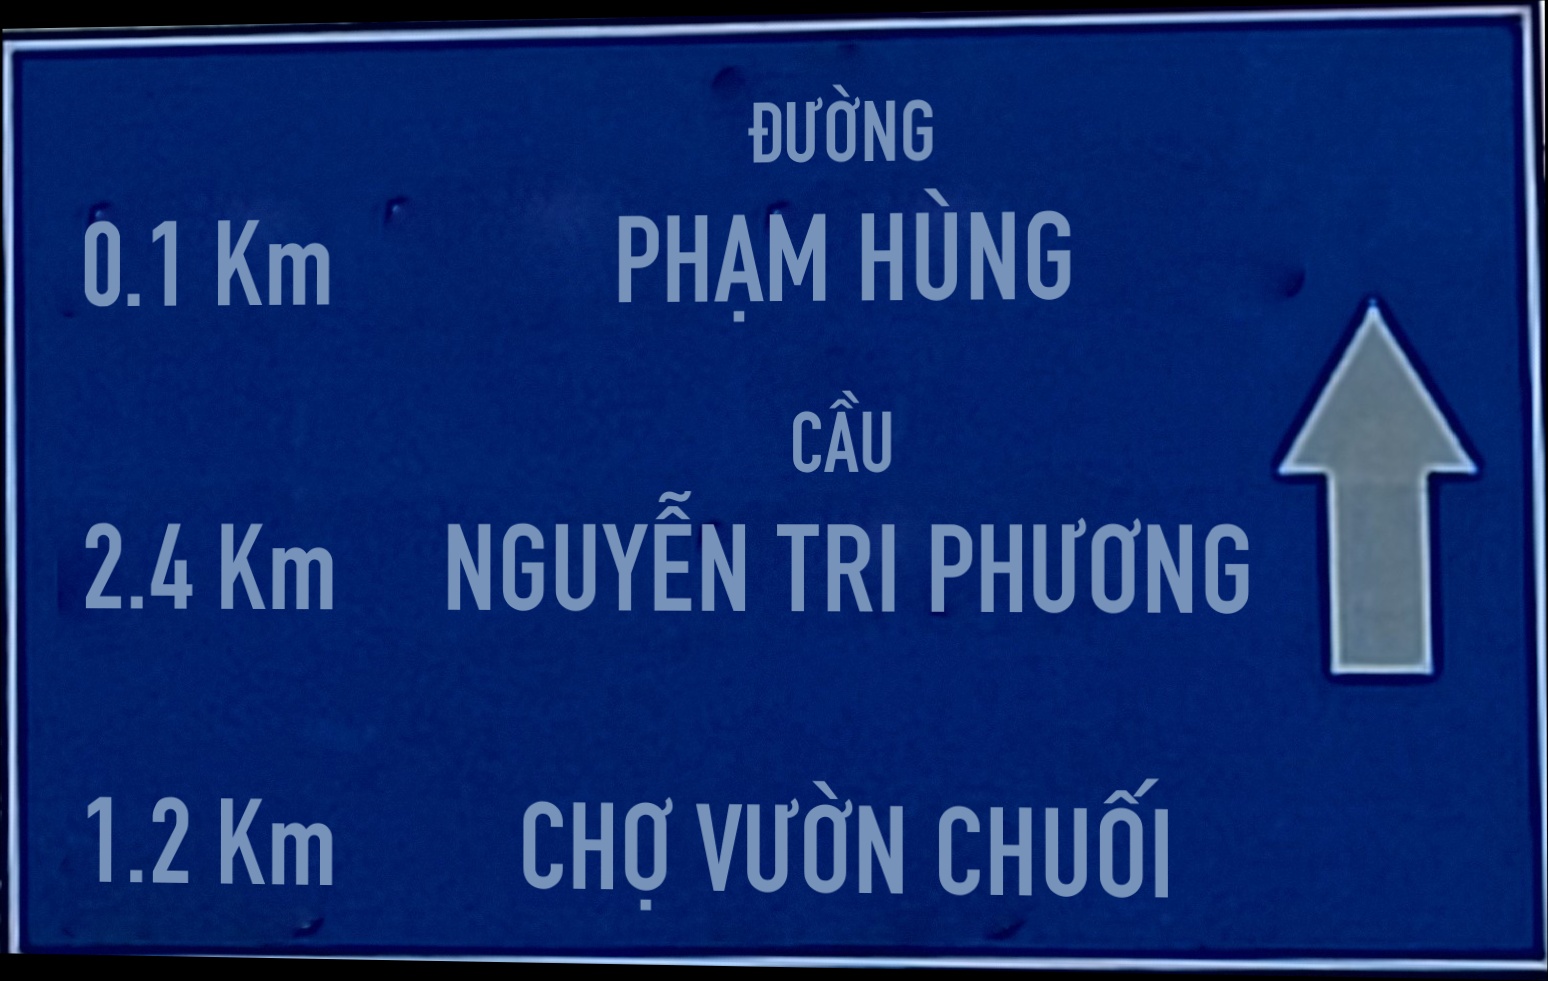 ĐƯỜNG
0.1 Km PHẠM HÙNG
CẦU
2.4 Km NGUYỄN TRI PHƯƠNG
1.2 Km CHỢ VƯỜN CHUỐI